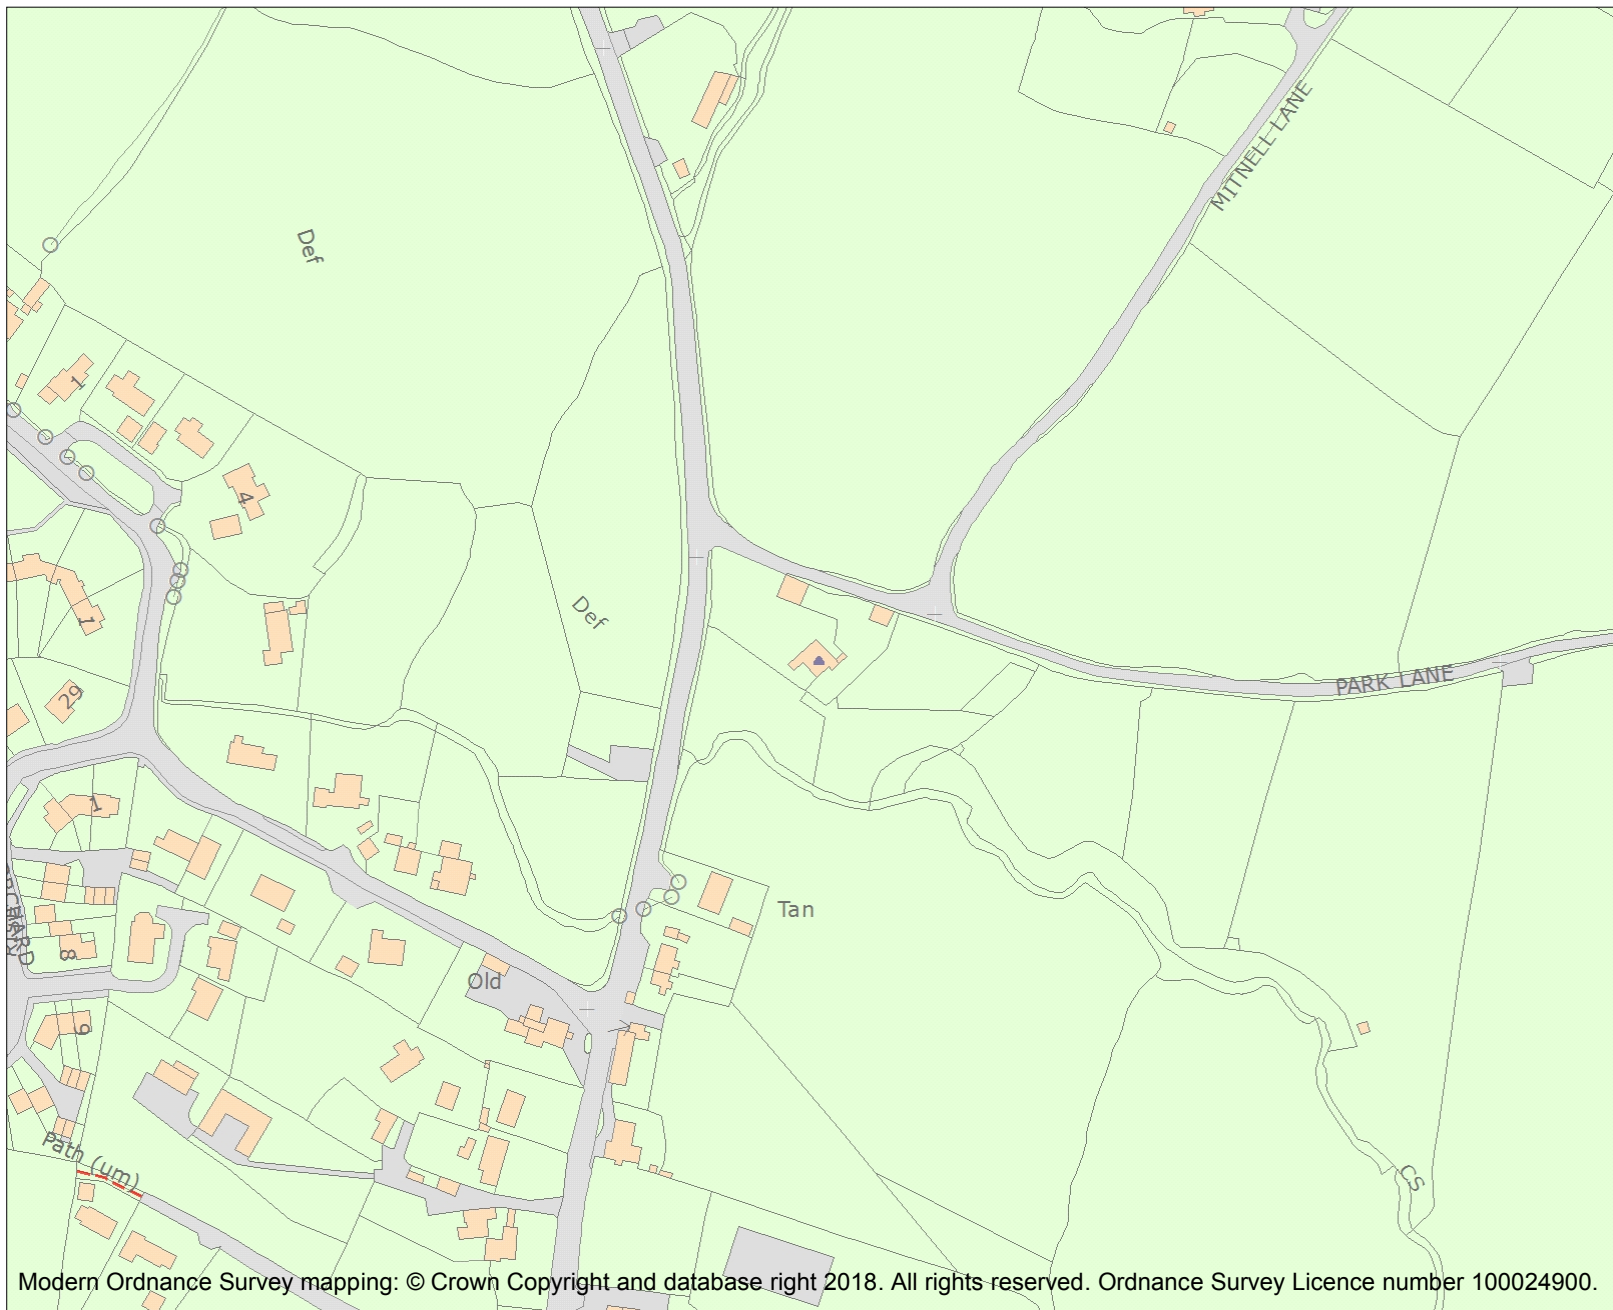 MITNELL LANE
Def
1
4
Def
1
29
PARK LANE
1
Tan
8
Old
9
Path (um)
CS
Modern Ordnance Survey mapping: © Crown Copyright and database right 2018. All rights reserved. Ordnance Survey Licence number 100024900.